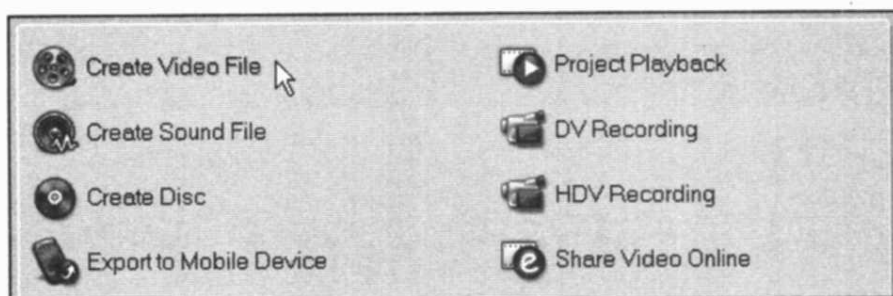 Create Video File
Create Sound File
Create Disc
Export to Mobile Device
Project Playback
DV Recording
HDV Recording
Share Video Online